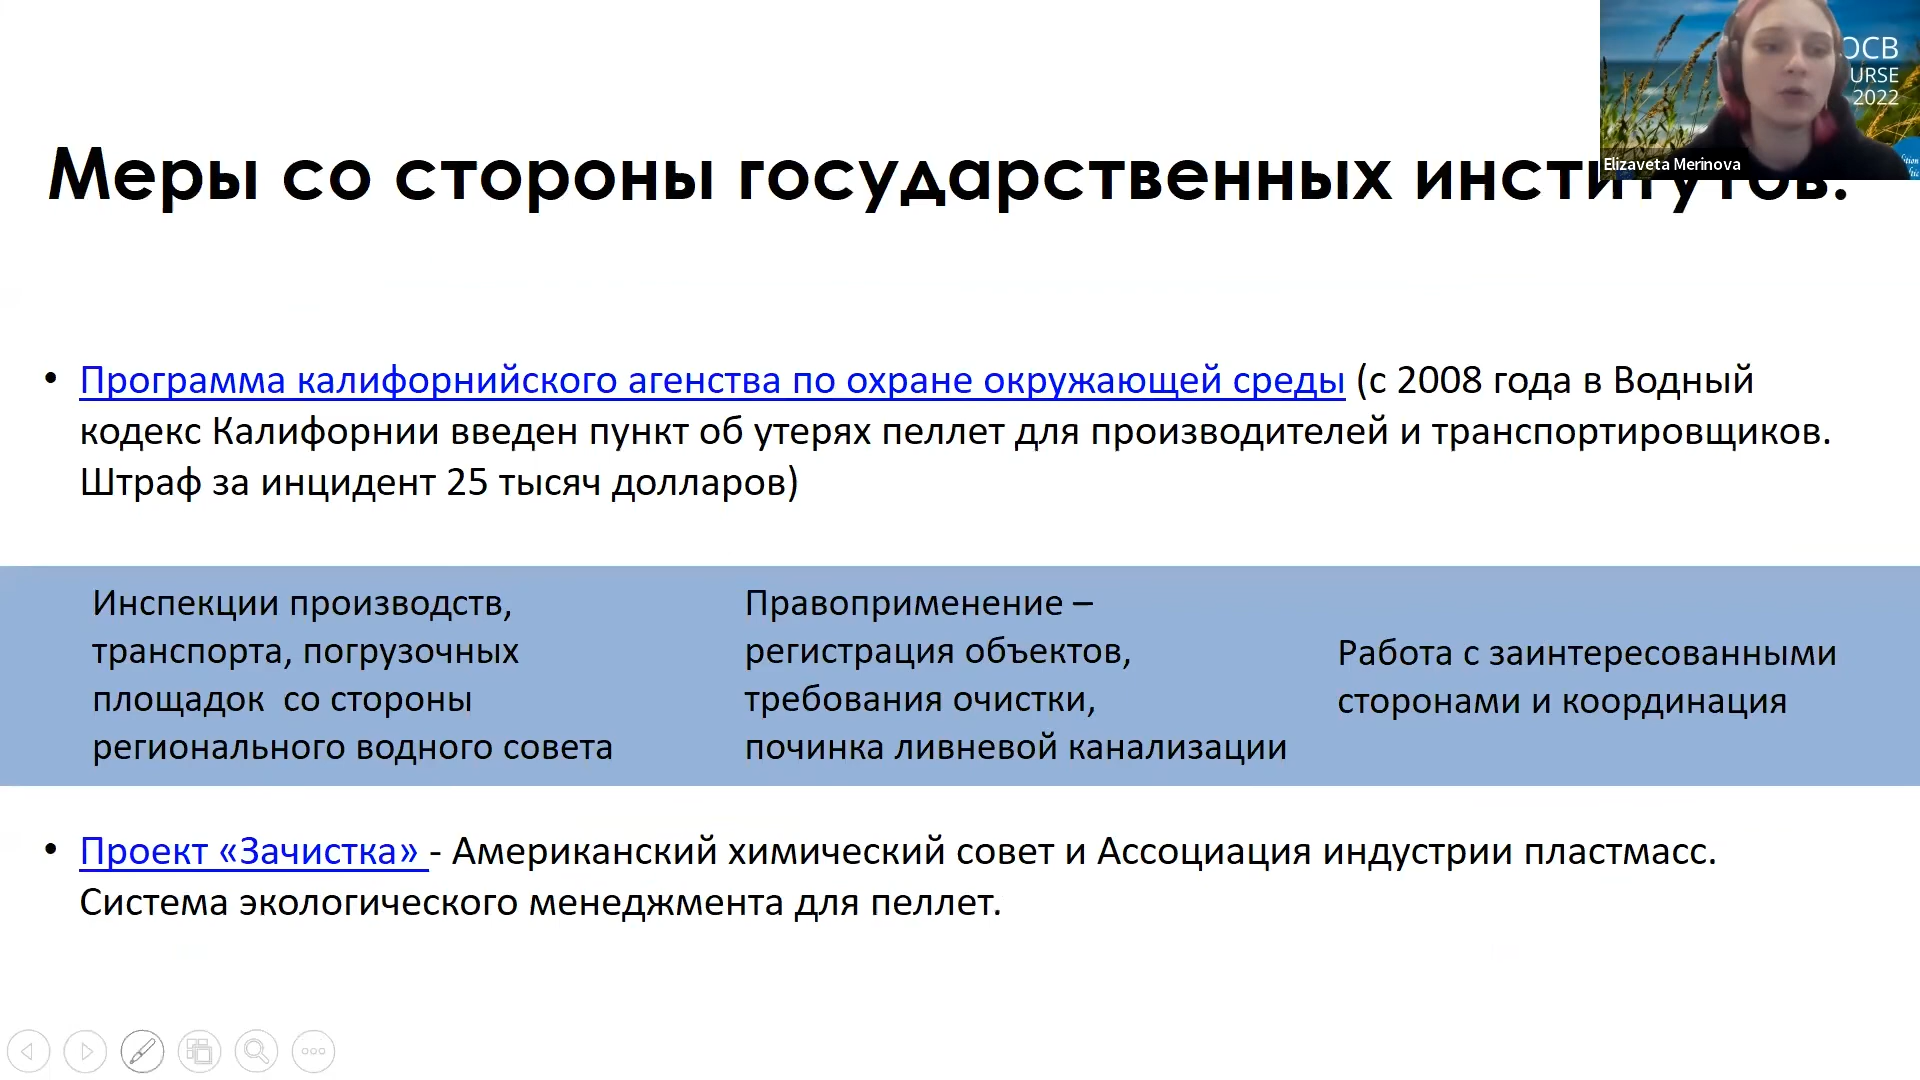 ОСВ
URSE
2022
Elizaveta Merinova
Меры со стороны государственных институтов.
• Программа калифорнийского агенства по охране окружающей среды (с 2008 года в Водный
кодекс Калифорнии введен пункт об утерях пеллет для производителей и транспортировщиков.
Штраф за инцидент 25 тысяч долларов)
Инспекции производств,
транспорта, погрузочных
площадок со стороны
регионального водного совета
Правоприменение –
регистрация объектов,
требования очистки,
починка ливневой канализации
Работа с заинтересованными
сторонами и координация
• Проект «Зачистка» - Американский химический совет и Ассоциация индустрии пластмасс.
Система экологического менеджмента для пеллет.